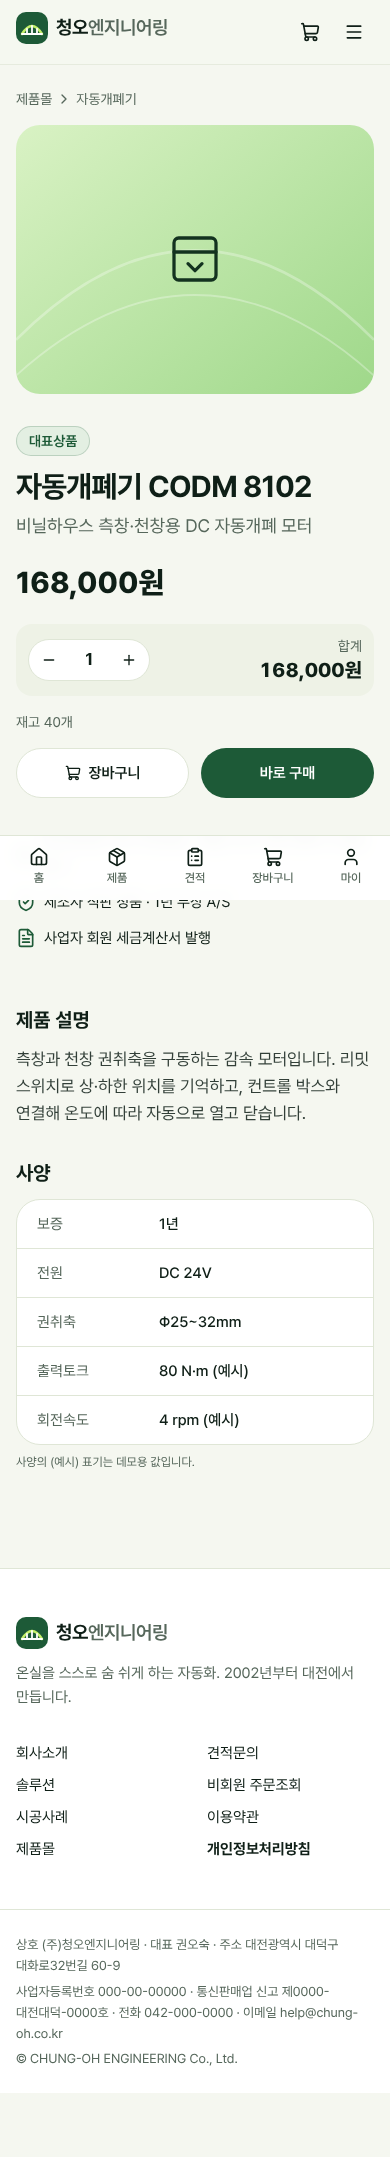 청오엔지니어링
제품몰 > 자동개폐기
대표상품
자동개폐기 CODM 8102
비닐하우스 측창·천창용 DC 자동개폐 모터
168,000원
− 1 +
합계
168,000원
재고 40개
장바구니
바로 구매
홈
제품
견적
장바구니
마이
제조사 직판 정품 · 1년 무상 A/S
사업자 회원 세금계산서 발행
제품 설명
측창과 천창 권취축을 구동하는 감속 모터입니다. 리밋
스위치로 상·하한 위치를 기억하고, 컨트롤 박스와
연결해 온도에 따라 자동으로 열고 닫습니다.
사양
보증 1년
전원 DC 24V
권취축 Φ25~32mm
출력토크 80 N·m (예시)
회전속도 4 rpm (예시)
사양의 (예시) 표기는 데모용 값입니다.
청오엔지니어링
온실을 스스로 숨 쉬게 하는 자동화. 2002년부터 대전에서
만듭니다.
회사소개
견적문의
솔루션
비회원 주문조회
시공사례
이용약관
제품몰
개인정보처리방침
상호 (주)청오엔지니어링 · 대표 권오숙 · 주소 대전광역시 대덕구
대화로32번길 60-9
사업자등록번호 000-00-00000 · 통신판매업 신고 제0000-
대전대덕-0000호 · 전화 042-000-0000 · 이메일 help@chung-
oh.co.kr
© CHUNG-OH ENGINEERING Co., Ltd.